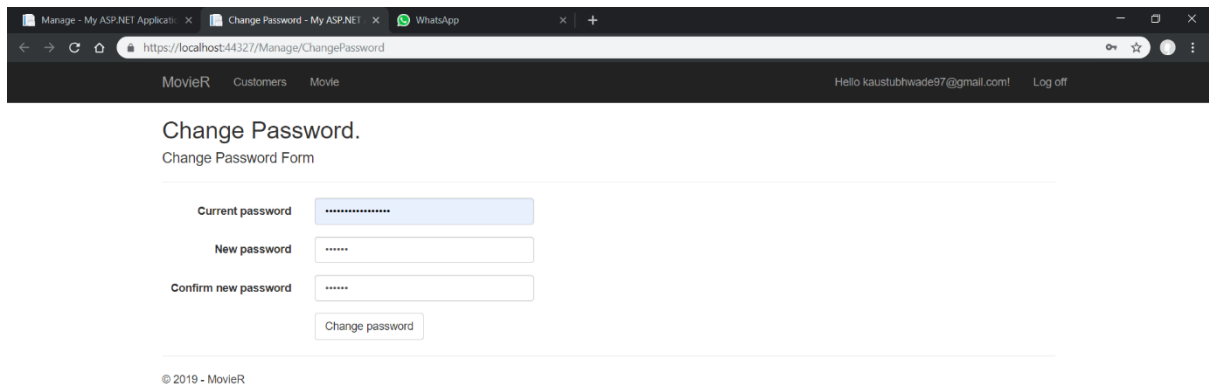 Manage - My ASP.NET Applicatic
Change Password - My ASP.NET
WhatsApp
https://localhost:44327/Manage/ChangePassword
MovieR Customers Movie Hello kaustubhwade97@gmail.com! Log off
Change Password.
Change Password Form
Current password •••••••••••••••••
New password ••••••
Confirm new password ••••••
Change password
© 2019 - MovieR